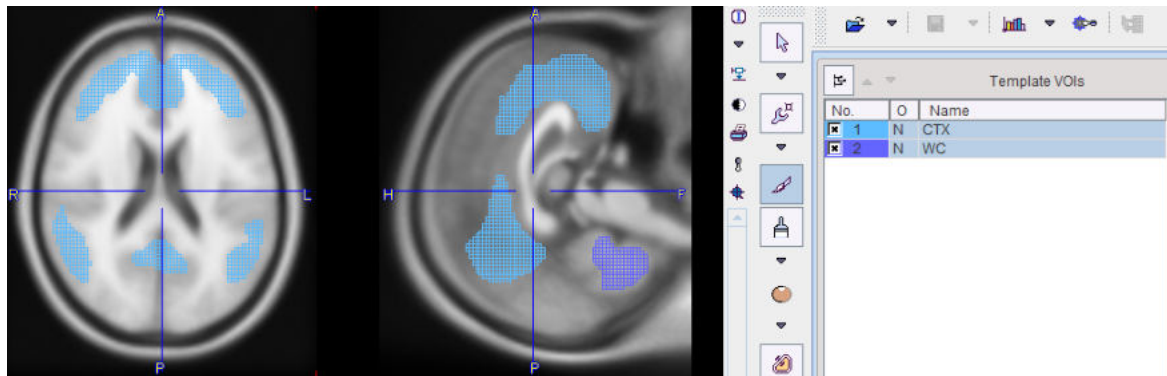 A
A
R
L
H
F
P
P
Template VOIs
No. O Name
1 N CTX
2 N WC